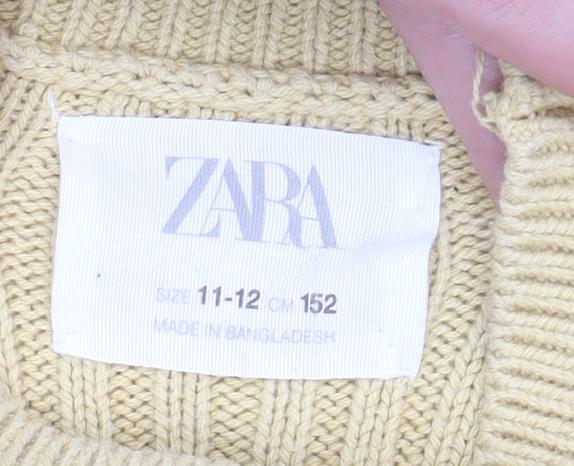 ZARA
SIZE 11-12 CM 152
MADE IN BANGLADESH